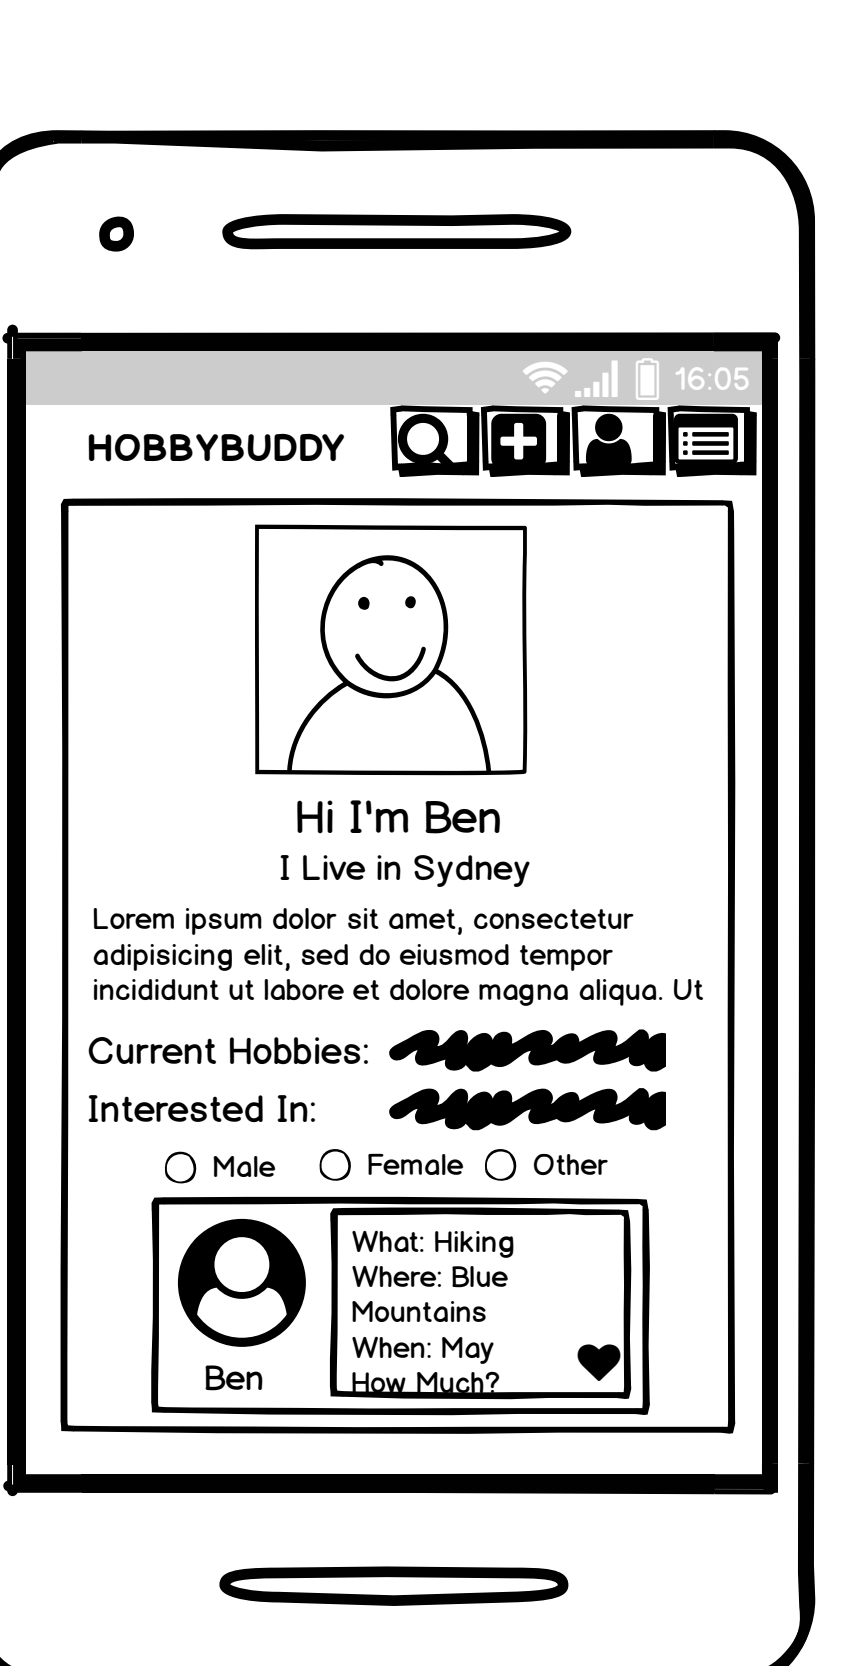 16:05
HOBBYBUDDY
Hi I'm Ben
I Live in Sydney
Lorem ipsum dolor sit amet, consectetur
adipisicing elit, sed do eiusmod tempor
incididunt ut labore et dolore magna aliqua. Ut
Current Hobbies:
Interested In:
Male Female Other
What: Hiking
Where: Blue
Mountains
When: May
How Much?
Ben